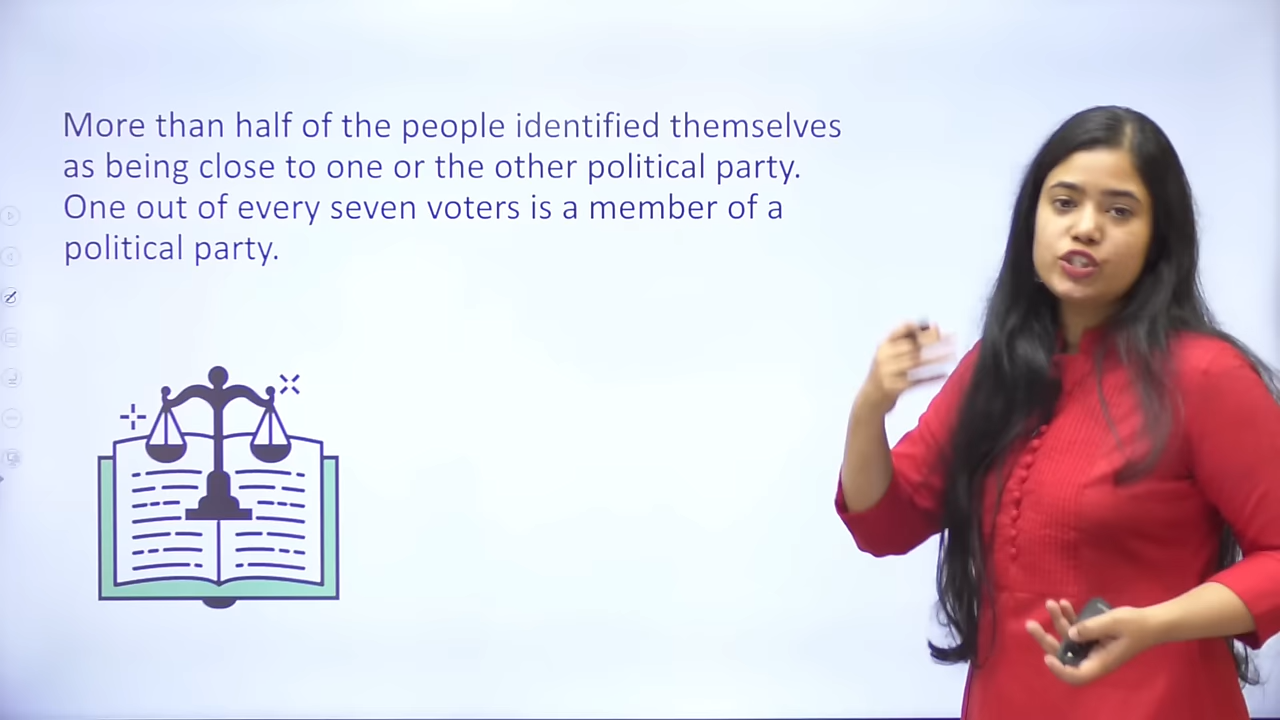 More than half of the people identified themselves
as being close to one or the other political party.
One out of every seven voters is a member of a
political party.